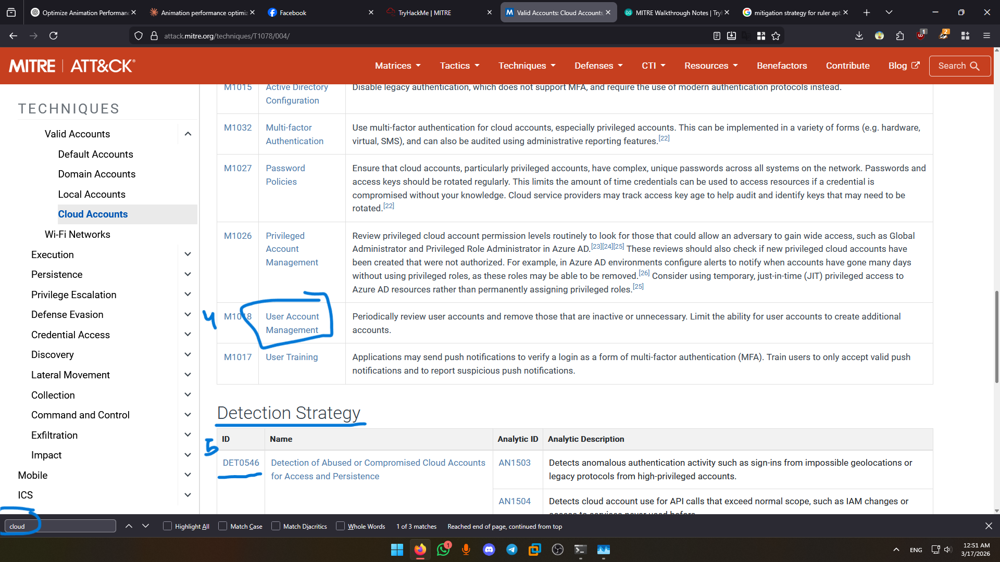 Optimize Animation Performanc
Animation performance optimiz
Facebook
TryHackMe | MITRE
Valid Accounts: Cloud Accounts,
MITRE Walkthrough Notes | Try
mitigation strategy for ruler apt
attack.mitre.org/techniques/T1078/004/
1
2
MITRE | ATT&CK®
Matrices
Tactics
Techniques
Defenses
CTI
Resources
Benefactors
Contribute
Blog
Search
TECHNIQUES
Valid Accounts
Default Accounts
Domain Accounts
Local Accounts
Cloud Accounts
Wi-Fi Networks
Execution
Persistence
Privilege Escalation
Defense Evasion
Credential Access
Discovery
Lateral Movement
Collection
Command and Control
Exfiltration
Impact
Mobile
ICS
M1015
Active Directory
Configuration
Disable legacy authentication, which does not support MFA, and require the use of modern authentication protocols instead.
M1032
Multi-factor
Authentication
Use multi-factor authentication for cloud accounts, especially privileged accounts. This can be implemented in a variety of forms (e.g. hardware,
virtual, SMS), and can also be audited using administrative reporting features.[22]
M1027
Password
Policies
Ensure that cloud accounts, particularly privileged accounts, have complex, unique passwords across all systems on the network. Passwords and
access keys should be rotated regularly. This limits the amount of time credentials can be used to access resources if a credential is
compromised without your knowledge. Cloud service providers may track access key age to help audit and identify keys that may need to be
rotated.[22]
M1026
Privileged
Account
Management
Review privileged cloud account permission levels routinely to look for those that could allow an adversary to gain wide access, such as Global
Administrator and Privileged Role Administrator in Azure AD.[23][24][25] These reviews should also check if new privileged cloud accounts have
been created that were not authorized. For example, in Azure AD environments configure alerts to notify when accounts have gone many days
without using privileged roles, as these roles may be able to be removed.[26] Consider using temporary, just-in-time (JIT) privileged access to
Azure AD resources rather than permanently assigning privileged roles.[25]
4
M1018
User Account
Management
Periodically review user accounts and remove those that are inactive or unnecessary. Limit the ability for user accounts to create additional
accounts.
M1017
User Training
Applications may send push notifications to verify a login as a form of multi-factor authentication (MFA). Train users to only accept valid push
notifications and to report suspicious push notifications.
Detection Strategy
5
ID
Name
Analytic ID
Analytic Description
DET0546
Detection of Abused or Compromised Cloud Accounts
for Access and Persistence
AN1503
Detects anomalous authentication activity such as sign-ins from impossible geolocations or
legacy protocols from high-privileged accounts.
AN1504
Detects cloud account use for API calls that exceed normal scope, such as IAM changes or
access to services never used before.
cloud
Highlight All
Match Case
Match Diacritics
Whole Words
1 of 3 matches
Reached end of page, continued from top
1
ENG
12:51 AM
3/17/2026